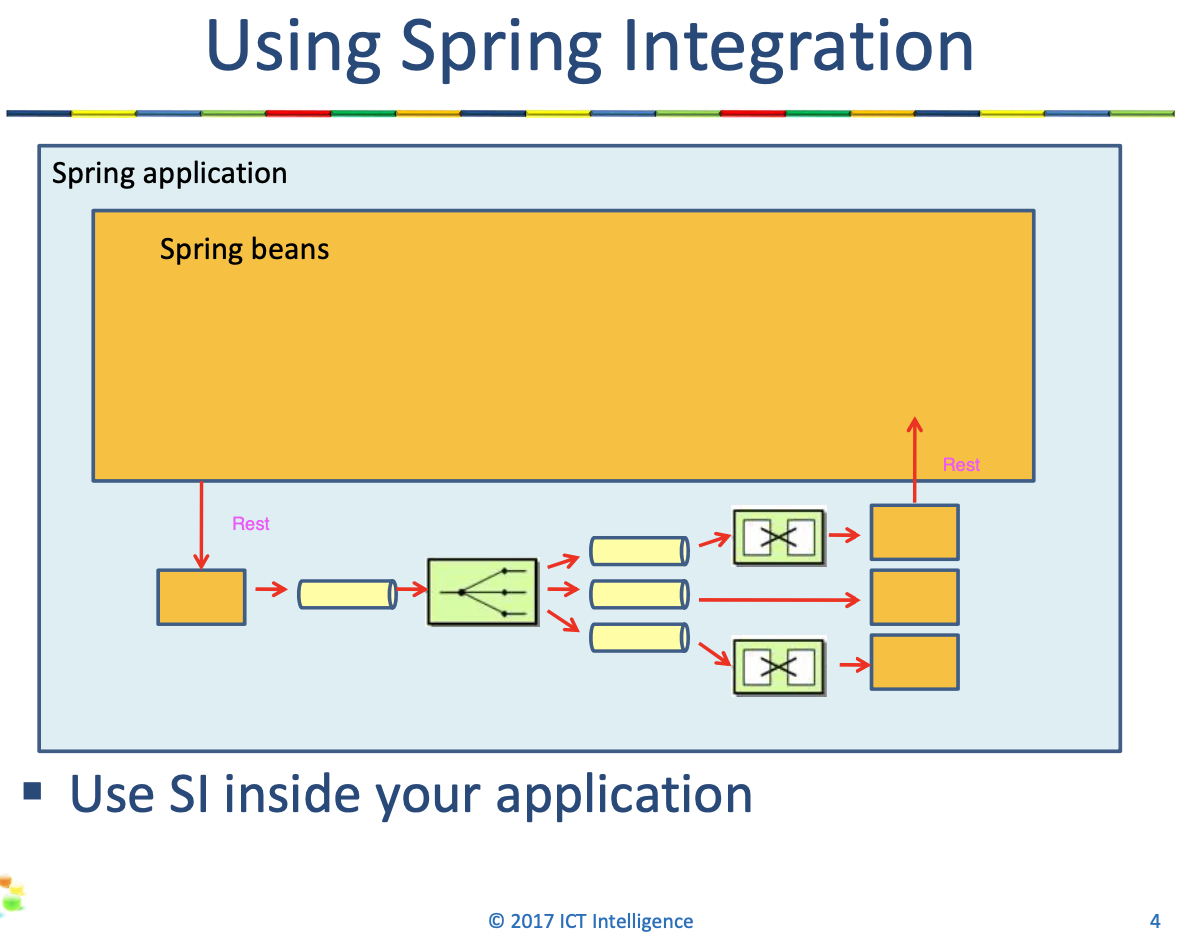 Using Spring Integration
Spring application
Spring beans
Rest
Rest
▪ Use SI inside your application
© 2017 ICT Intelligence
4